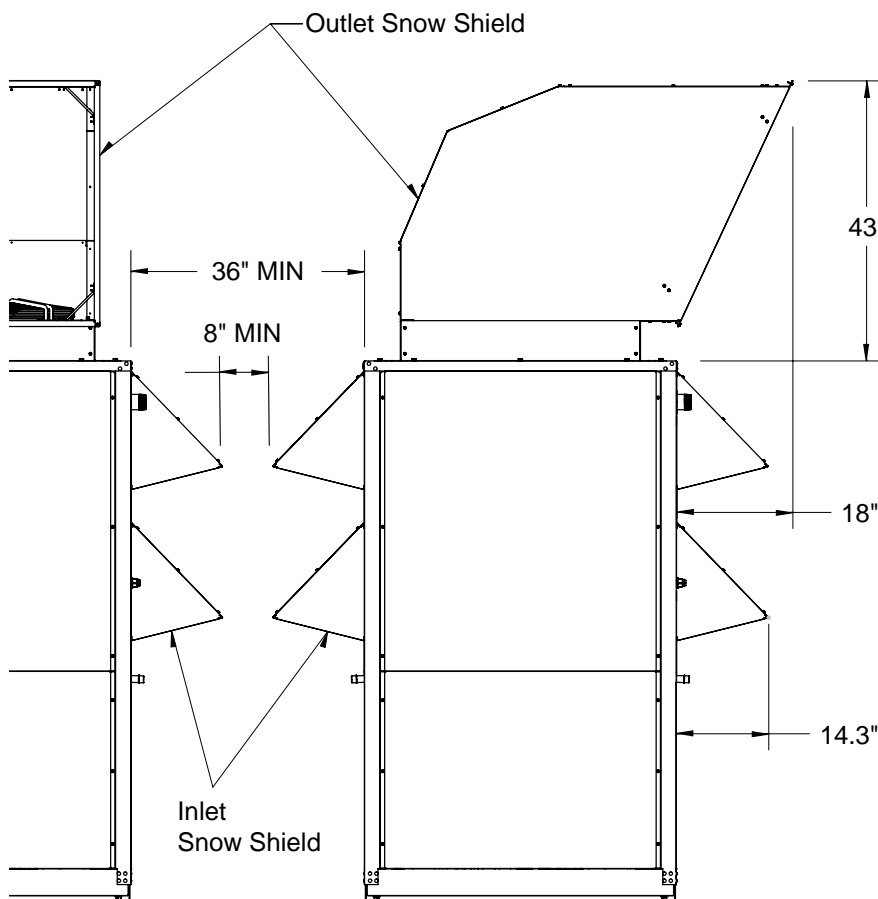 Outlet Snow Shield
43
36" MIN
8" MIN
18"
14.3"
Inlet
Snow Shield